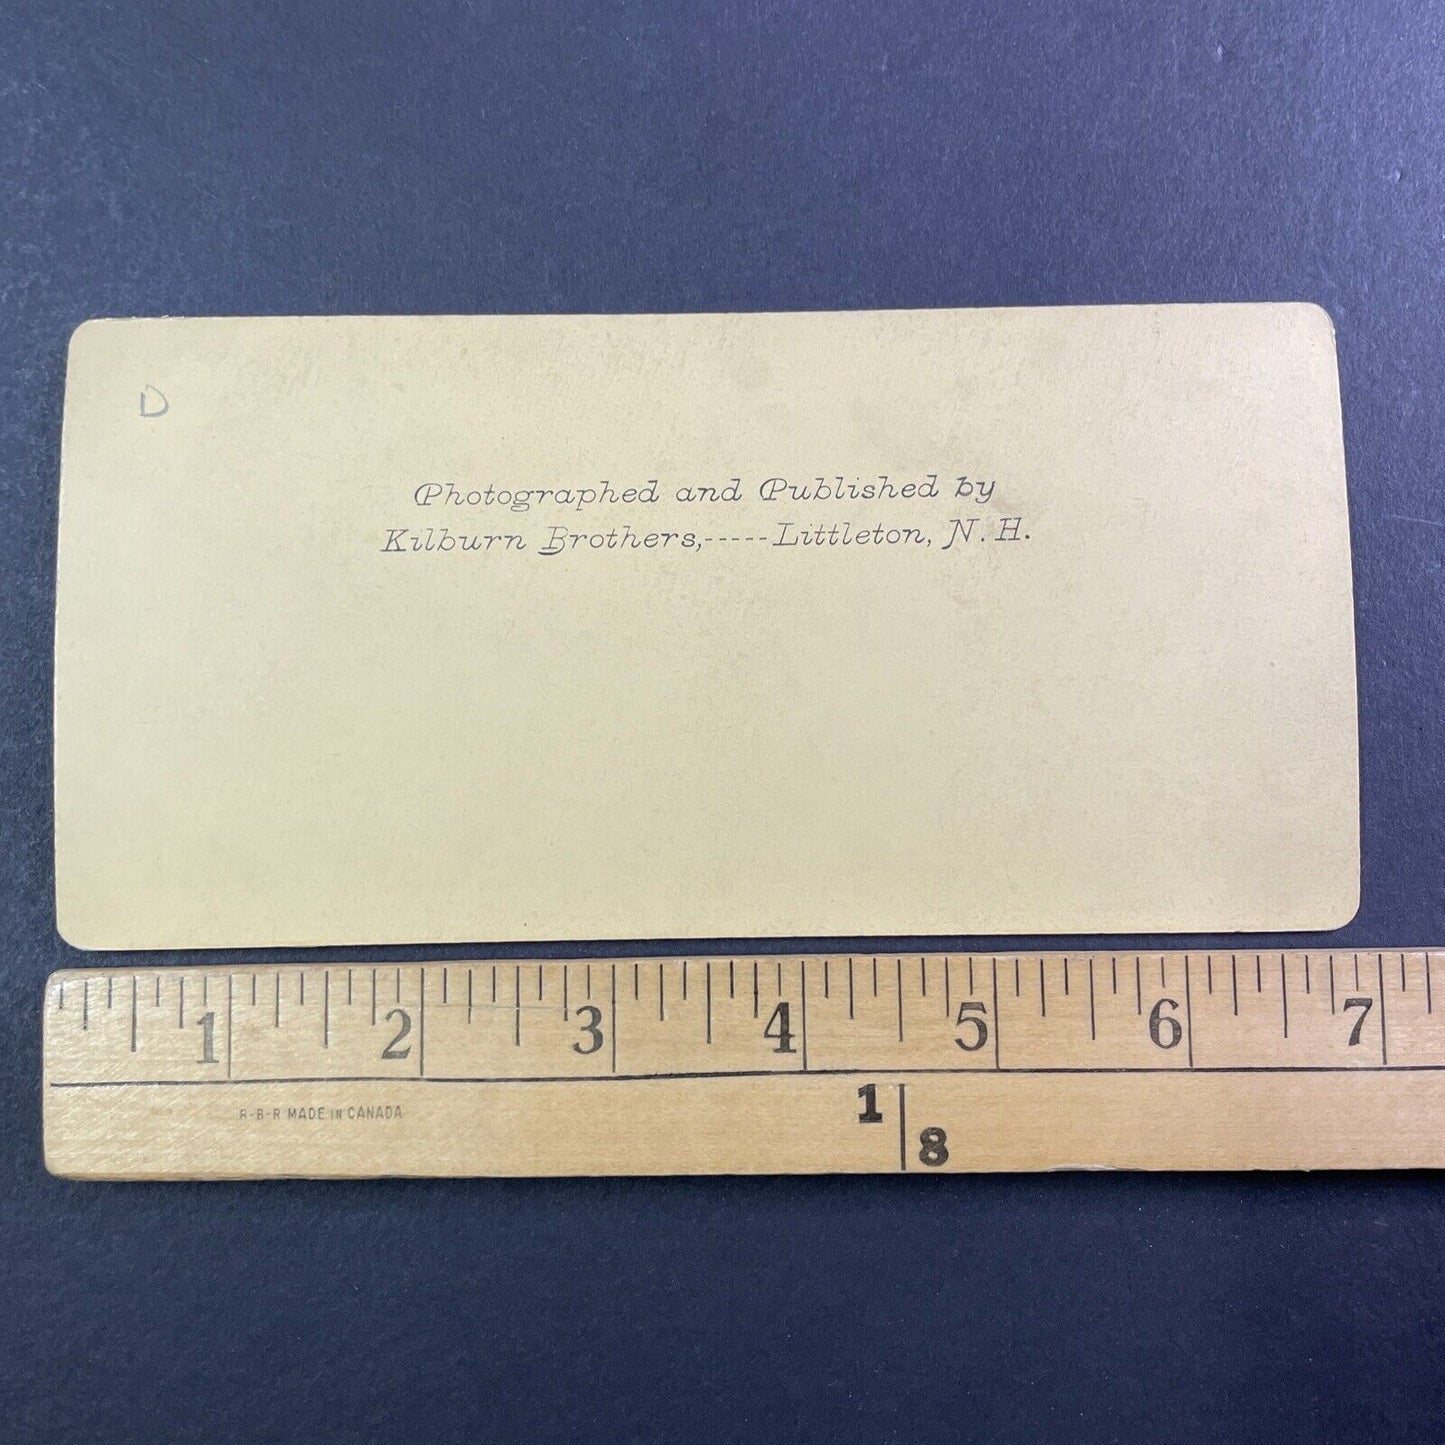 D
Photographed and Published by
Kilburn Brothers,-----Littleton, N. H.
1 2 3 4 5 6 7
R-B-R MADE IN CANADA
1
8